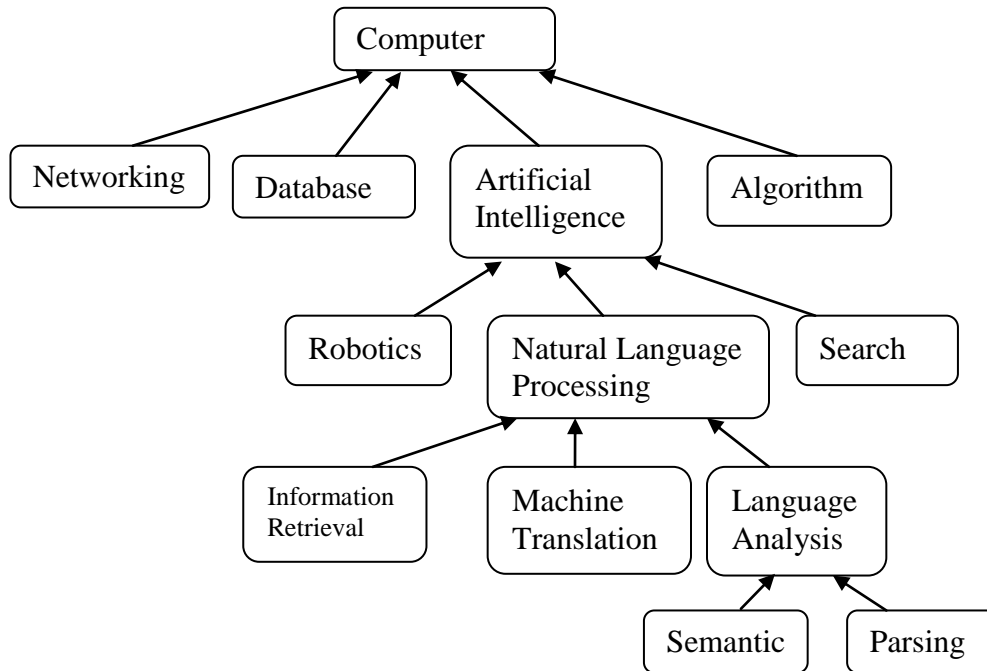 Computer
Networking
Database
Artificial
Intelligence
Algorithm
Robotics
Natural Language
Processing
Search
Information
Retrieval
Machine
Translation
Language
Analysis
Semantic
Parsing